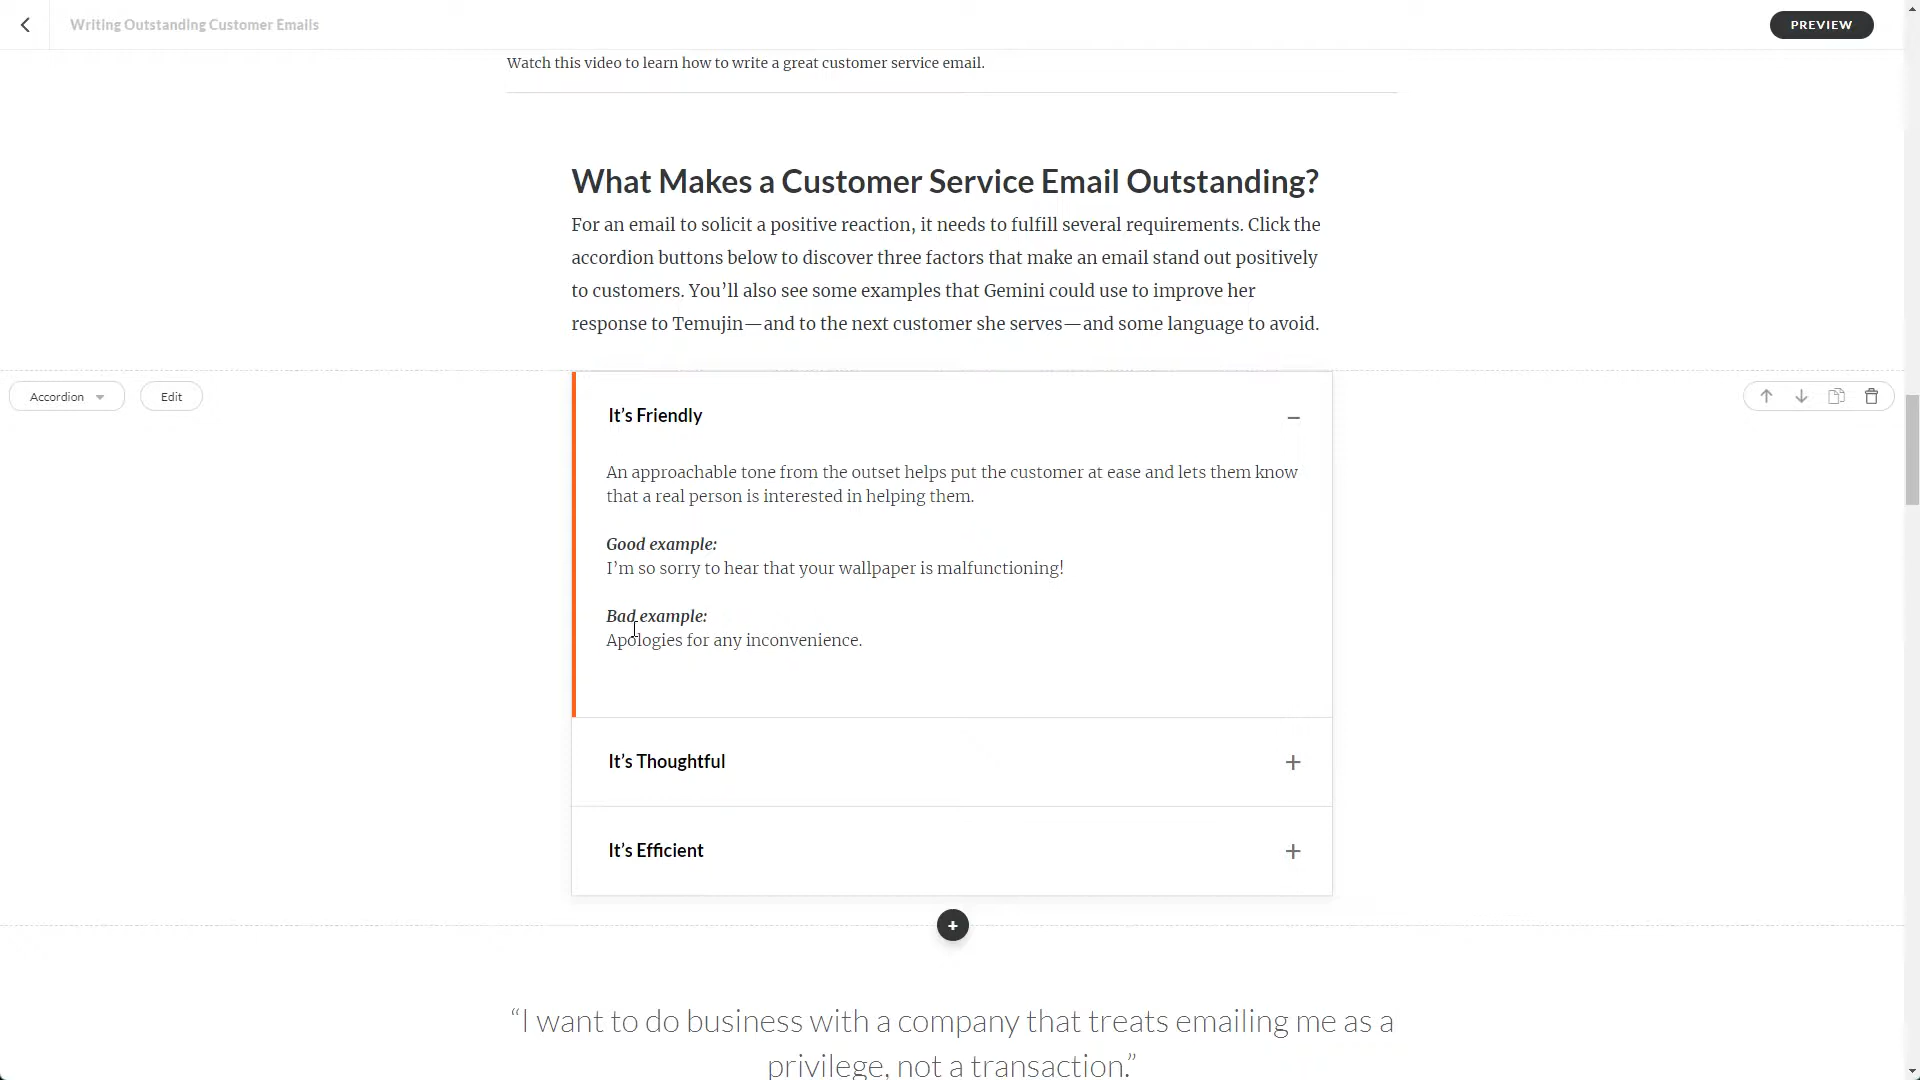 Writing Outstanding Customer Emails
PREVIEW
Watch this video to learn how to write a great customer service email.
What Makes a Customer Service Email Outstanding?
For an email to solicit a positive reaction, it needs to fulfill several requirements. Click the
accordion buttons below to discover three factors that make an email stand out positively
to customers. You’ll also see some examples that Gemini could use to improve her
response to Temujin—and to the next customer she serves—and some language to avoid.
Accordion
Edit
It’s Friendly
An approachable tone from the outset helps put the customer at ease and lets them know
that a real person is interested in helping them.
Good example:
I’m so sorry to hear that your wallpaper is malfunctioning!
Bad example:
Apologies for any inconvenience.
It’s Thoughtful
It’s Efficient
“I want to do business with a company that treats emailing me as a
privilege, not a transaction.”